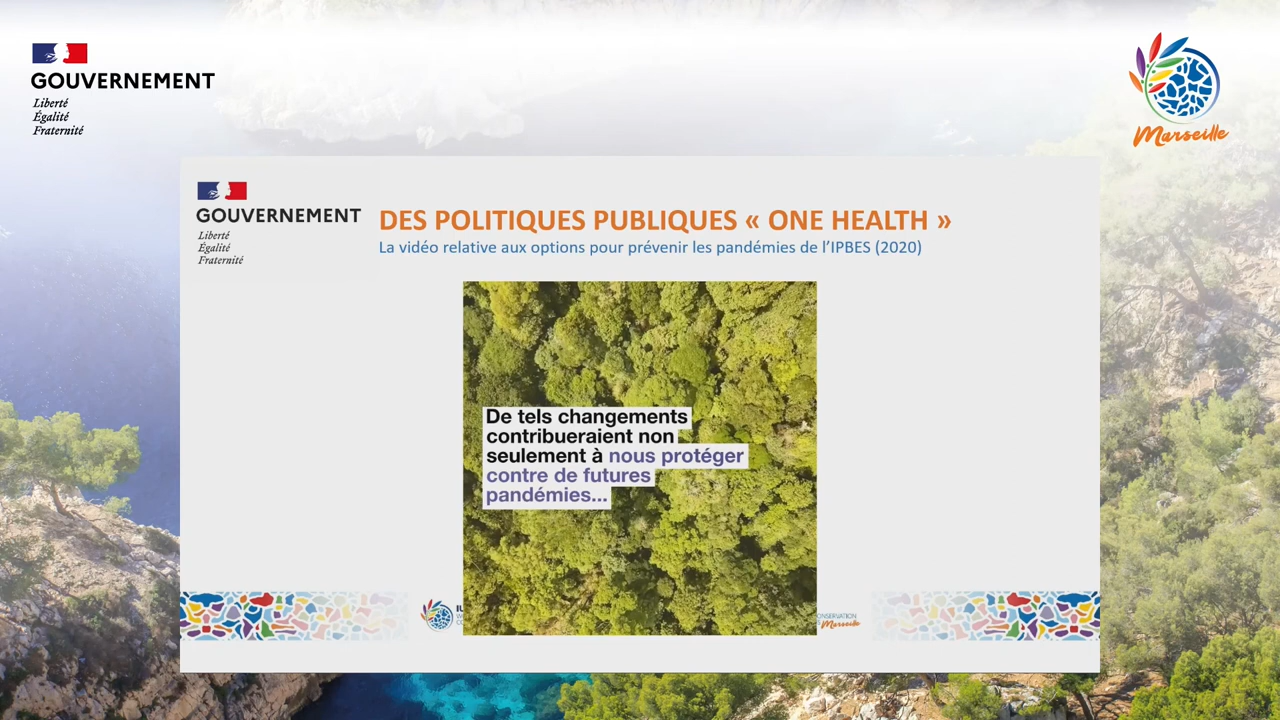 GOUVERNEMENT
Liberté
Égalité
Fraternité
Marseille
GOUVERNEMENT
Liberté
Égalité
Fraternité
DES POLITIQUES PUBLIQUES « ONE HEALTH »
La vidéo relative aux options pour prévenir les pandémies de l’IPBES (2020)
De tels changements
contribueraient non
seulement à nous protéger
contre de futures
pandémies...
Marseille